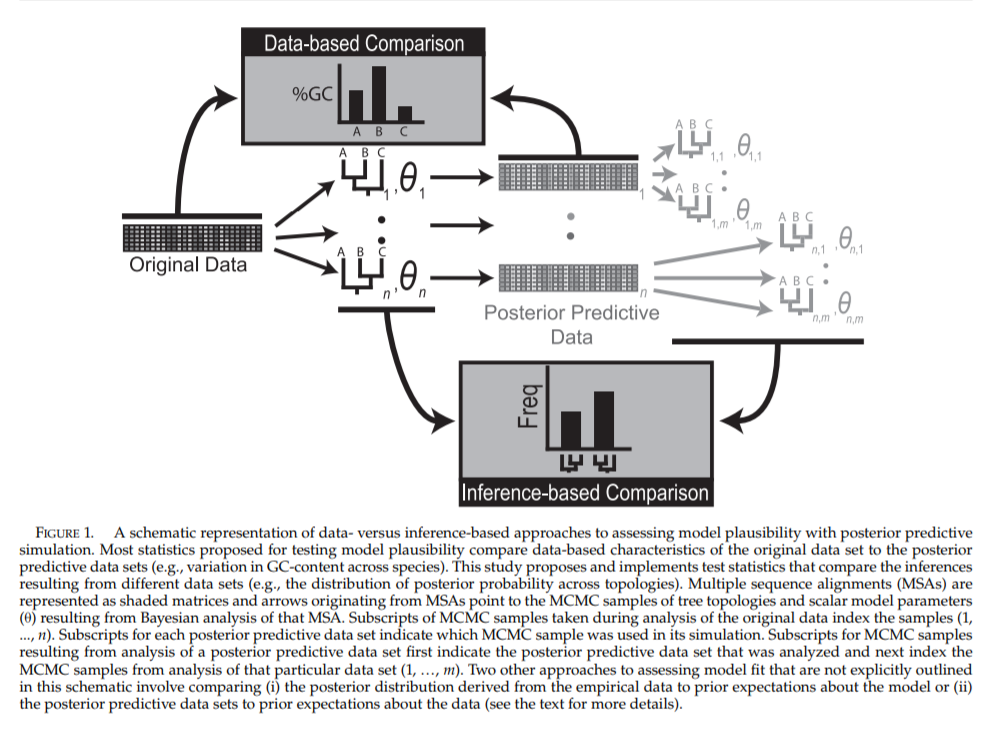 Data-based Comparison
%GC
A B C
A B C
1 , θ1
A B C
n , θn
Original Data
1
n
Posterior Predictive
Data
A B C
1,1 , θ1,1
A B C
1,m , θ1,m
A B C
n,1 , θn,1
A B C
n,m , θn,m
Freq
Inference-based Comparison
FIGURE 1. A schematic representation of data- versus inference-based approaches to assessing model plausibility with posterior predictive
simulation. Most statistics proposed for testing model plausibility compare data-based characteristics of the original data set to the posterior
predictive data sets (e.g., variation in GC-content across species). This study proposes and implements test statistics that compare the inferences
resulting from different data sets (e.g., the distribution of posterior probability across topologies). Multiple sequence alignments (MSAs) are
represented as shaded matrices and arrows originating from MSAs point to the MCMC samples of tree topologies and scalar model parameters
(θ) resulting from Bayesian analysis of that MSA. Subscripts of MCMC samples taken during analysis of the original data index the samples (1,
..., n). Subscripts for each posterior predictive data set indicate which MCMC sample was used in its simulation. Subscripts for MCMC samples
resulting from analysis of a posterior predictive data set first indicate the posterior predictive data set that was analyzed and next index the
MCMC samples from analysis of that particular data set (1, …, m). Two other approaches to assessing model fit that are not explicitly outlined
in this schematic involve comparing (i) the posterior distribution derived from the empirical data to prior expectations about the model or (ii)
the posterior predictive data sets to prior expectations about the data (see the text for more details).